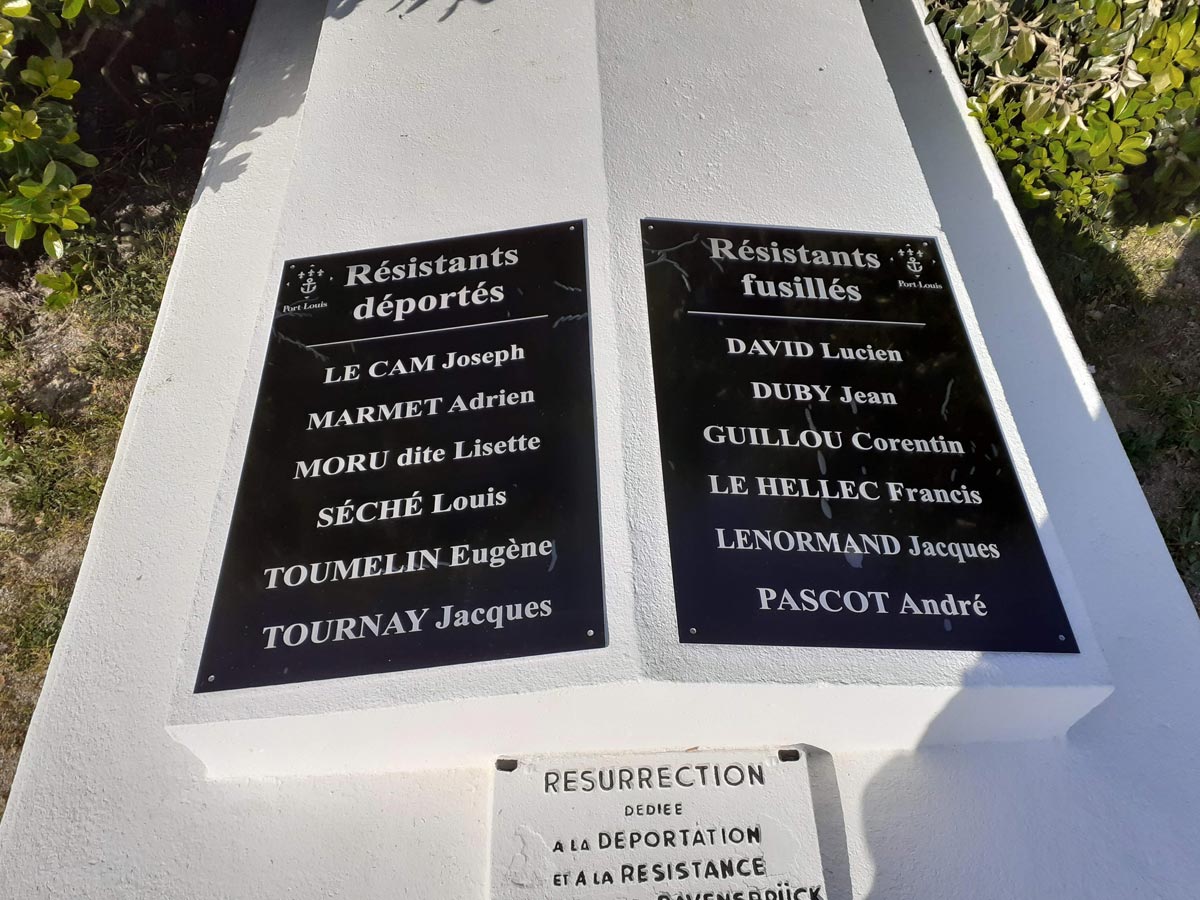 Résistants
déportés
Port-Louis
LE CAM Joseph
MARMET Adrien
MORU dite Lisette
SÉCHÉ Louis
TOUMELIN Eugène
TOURNAY Jacques
Résistants
fusillés
Port-Louis
DAVID Lucien
DUBY Jean
GUILLOU Corentin
LE HELLEC Francis
LENORMAND Jacques
PASCOT André
RESURRECTION
DEDIEE
A LA DEPORTATION
ET A LA RESISTANCE
RAVENSBRÜCK